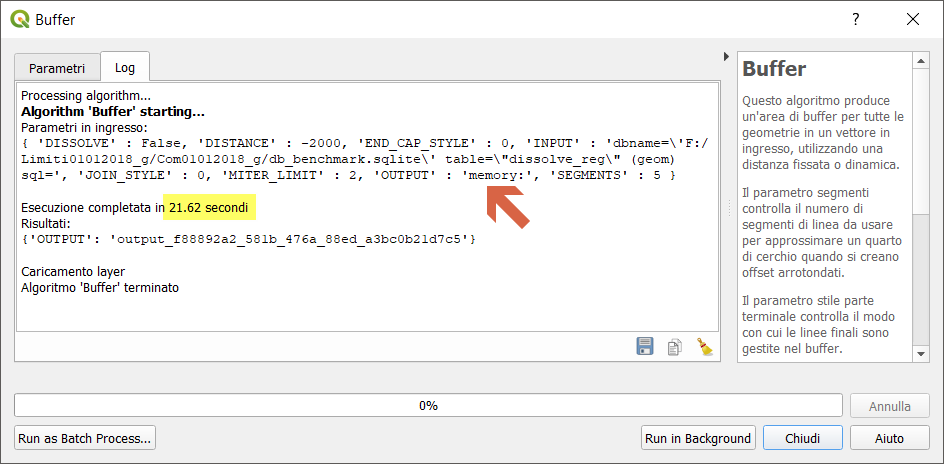 Buffer
Parametri
Log
Processing algorithm...
Algorithm 'Buffer' starting...
Parametri in ingresso:
{ 'DISSOLVE' : False, 'DISTANCE' : -2000, 'END_CAP_STYLE' : 0, 'INPUT' : 'dbname=\'F:/
Limiti01012018_g/Com01012018_g/db_benchmark.sqlite\' table=\"dissolve_reg\" (geom)
sql=', 'JOIN_STYLE' : 0, 'MITER_LIMIT' : 2, 'OUTPUT' : 'memory:', 'SEGMENTS' : 5 }
Esecuzione completata in 21.62 secondi
Risultati:
{'OUTPUT': 'output_f88892a2_581b_476a_88ed_a3bc0b21d7c5'}
Caricamento layer
Algoritmo 'Buffer' terminato
Buffer
Questo algoritmo produce
un'area di buffer per tutte le
geometrie in un vettore in
ingresso, utilizzando una
distanza fissata o dinamica.
Il parametro segmenti
controlla il numero di
segmenti di linea da usare
per approssimare un quarto
di cerchio quando si creano
offset arrotondati.
Il parametro stile parte
terminale controlla il modo
con cui le linee finali sono
gestite nel buffer.
0%
Annulla
Run as Batch Process...
Run in Background
Chiudi
Aiuto